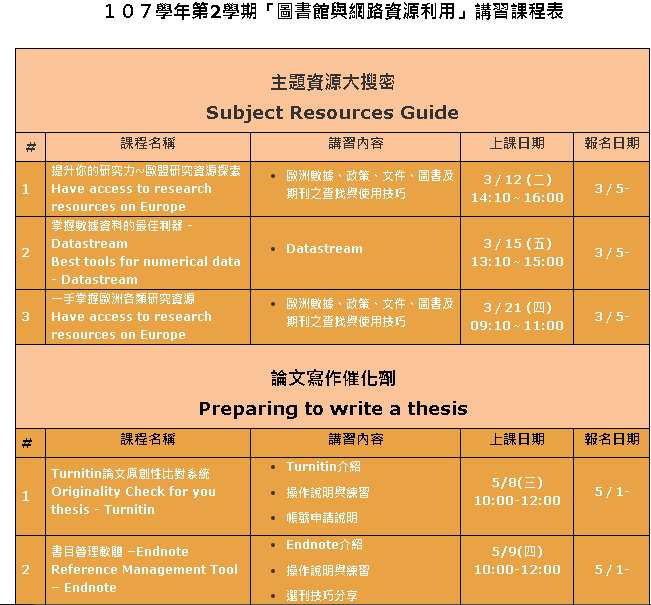 １０７學年第2學期「圖書館與網路資源利用」講習課程表
主題資源大搜密
Subject Resources Guide
# 課程名稱 講習內容 上課日期 報名日期
1
提升你的研究力~歐盟研究資源探索
Have access to research
resources on Europe
• 歐洲數據、政策、文件、圖書及
期刊之查找與使用技巧
3 / 12 (二)
14:10～16:00
3 / 5-
2
掌握數據資料的最佳利器 -
Datastream
Best tools for numerical data
- Datastream
• Datastream
3 / 15 (五)
13:10～15:00
3 / 5-
3
一手掌握歐洲各類研究資源
Have access to research
resources on Europe
• 歐洲數據、政策、文件、圖書及
期刊之查找與使用技巧
3 / 21 (四)
09:10～11:00
3 / 5-
論文寫作催化劑
Preparing to write a thesis
# 課程名稱 講習內容 上課日期 報名日期
1
Turnitin論文原創性比對系統
Originality Check for you
thesis - Turnitin
• Turnitin介紹
• 操作說明與練習
• 帳號申請說明
5/8(三)
10:00-12:00
5 / 1-
2
書目管理軟體 –Endnote
Reference Management Tool
– Endnote
• Endnote介紹
• 操作說明與練習
• 選刊技巧分享
5/9(四)
10:00-12:00
5 / 1-